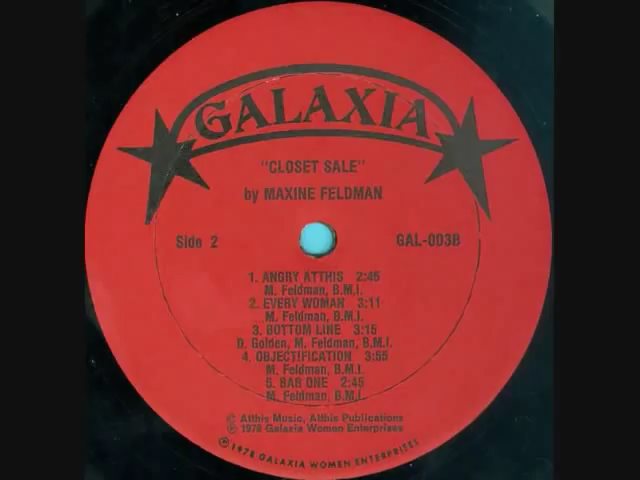 GALAXIA
"CLOSET SALE"
by MAXINE FELDMAN
Side 2 GAL-003B
1. ANGRY ATTHIS 2:45
M. Feldman, B.M.I.
2. EVERY WOMAN 3:11
M. Feldman, B.M.I.
3. BOTTOM LINE 3:15
D. Golden, M. Feldman, B.M.I.
4. OBJECTIFICATION 3:55
M. Feldman, B.M.I.
5. BAR ONE 2:45
M. Feldman, B.M.I.
© Atthis Music, Atthis Publications
℗ 1978 Galaxia Women Enterprises
℗ 1978 GALAXIA WOMEN ENTERPRIZES